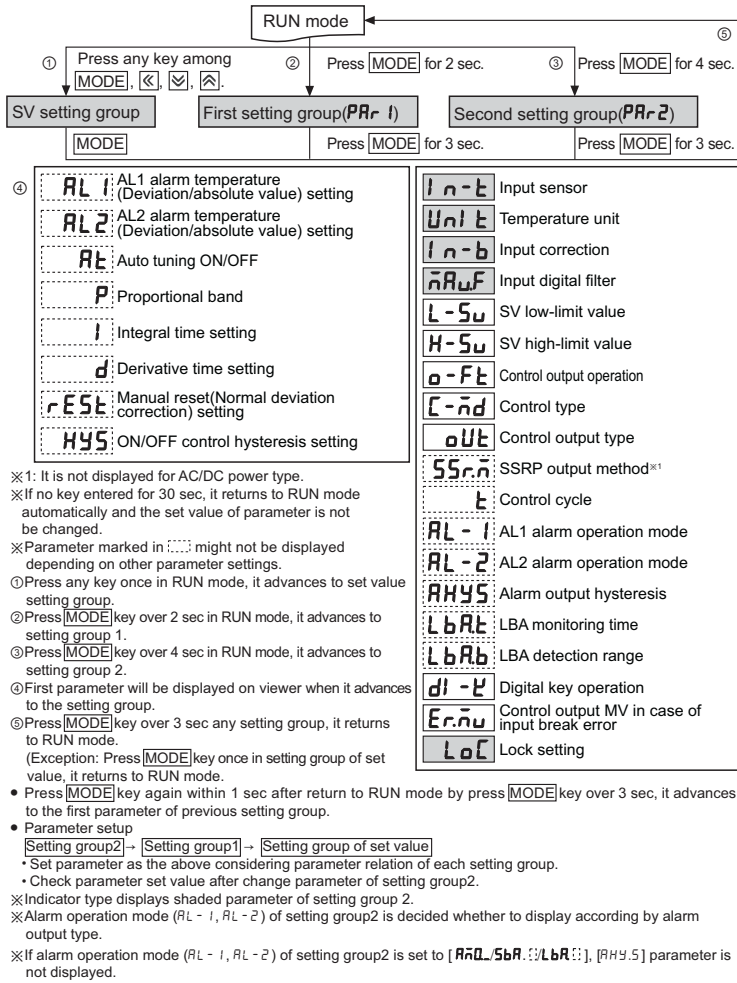 RUN mode
⑤
① Press any key among
MODE, ≪, ︾, ︽.
② Press MODE for 2 sec.
③ Press MODE for 4 sec.
SV setting group
First setting group(PAr 1)
Second setting group(PAr2)
MODE
Press MODE for 3 sec.
Press MODE for 3 sec.
④
AL 1 AL1 alarm temperature
(Deviation/absolute value) setting
AL2 AL2 alarm temperature
(Deviation/absolute value) setting
At Auto tuning ON/OFF
P Proportional band
I Integral time setting
d Derivative time setting
rESt Manual reset(Normal deviation
correction) setting
HYS ON/OFF control hysteresis setting
In-t Input sensor
UnIt Temperature unit
In-b Input correction
mAu.F Input digital filter
L-Su SV low-limit value
H-Su SV high-limit value
o-Ft Control output operation
C-md Control type
oUt Control output type
SSr.m SSRP output method※1
t Control cycle
AL-1 AL1 alarm operation mode
AL-2 AL2 alarm operation mode
AHYS Alarm output hysteresis
LbA.t LBA monitoring time
LbA.b LBA detection range
dI-k Digital key operation
Er.mu Control output MV in case of
input break error
LoC Lock setting
※1: It is not displayed for AC/DC power type.
※If no key entered for 30 sec, it returns to RUN mode
automatically and the set value of parameter is not
be changed.
※Parameter marked in might not be displayed
depending on other parameter settings.
①Press any key once in RUN mode, it advances to set value
setting group.
②Press MODE key over 2 sec in RUN mode, it advances to
setting group 1.
③Press MODE key over 4 sec in RUN mode, it advances to
setting group 2.
④First parameter will be displayed on viewer when it advances
to the setting group.
⑤Press MODE key over 3 sec any setting group, it returns
to RUN mode.
(Exception: Press MODE key once in setting group of set
value, it returns to RUN mode.
● Press MODE key again within 1 sec after return to RUN mode by press MODE key over 3 sec, it advances
to the first parameter of previous setting group.
● Parameter setup
Setting group2 → Setting group1 → Setting group of set value
• Set parameter as the above considering parameter relation of each setting group.
• Check parameter set value after change parameter of setting group2.
※Indicator type displays shaded parameter of setting group 2.
※Alarm operation mode (AL-1, AL-2) of setting group2 is decided whether to display according by alarm
output type.
※If alarm operation mode (AL-1, AL-2) of setting group2 is set to [ Am0._/SbA. /LbA. ], [AHY.S] parameter is
not displayed.